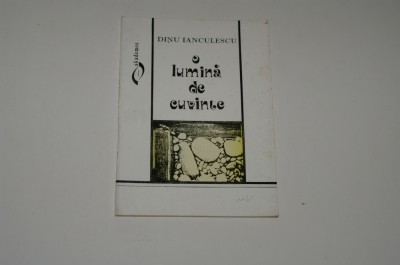 DINU IANCULESCU
o
lumină
de
cuvinte